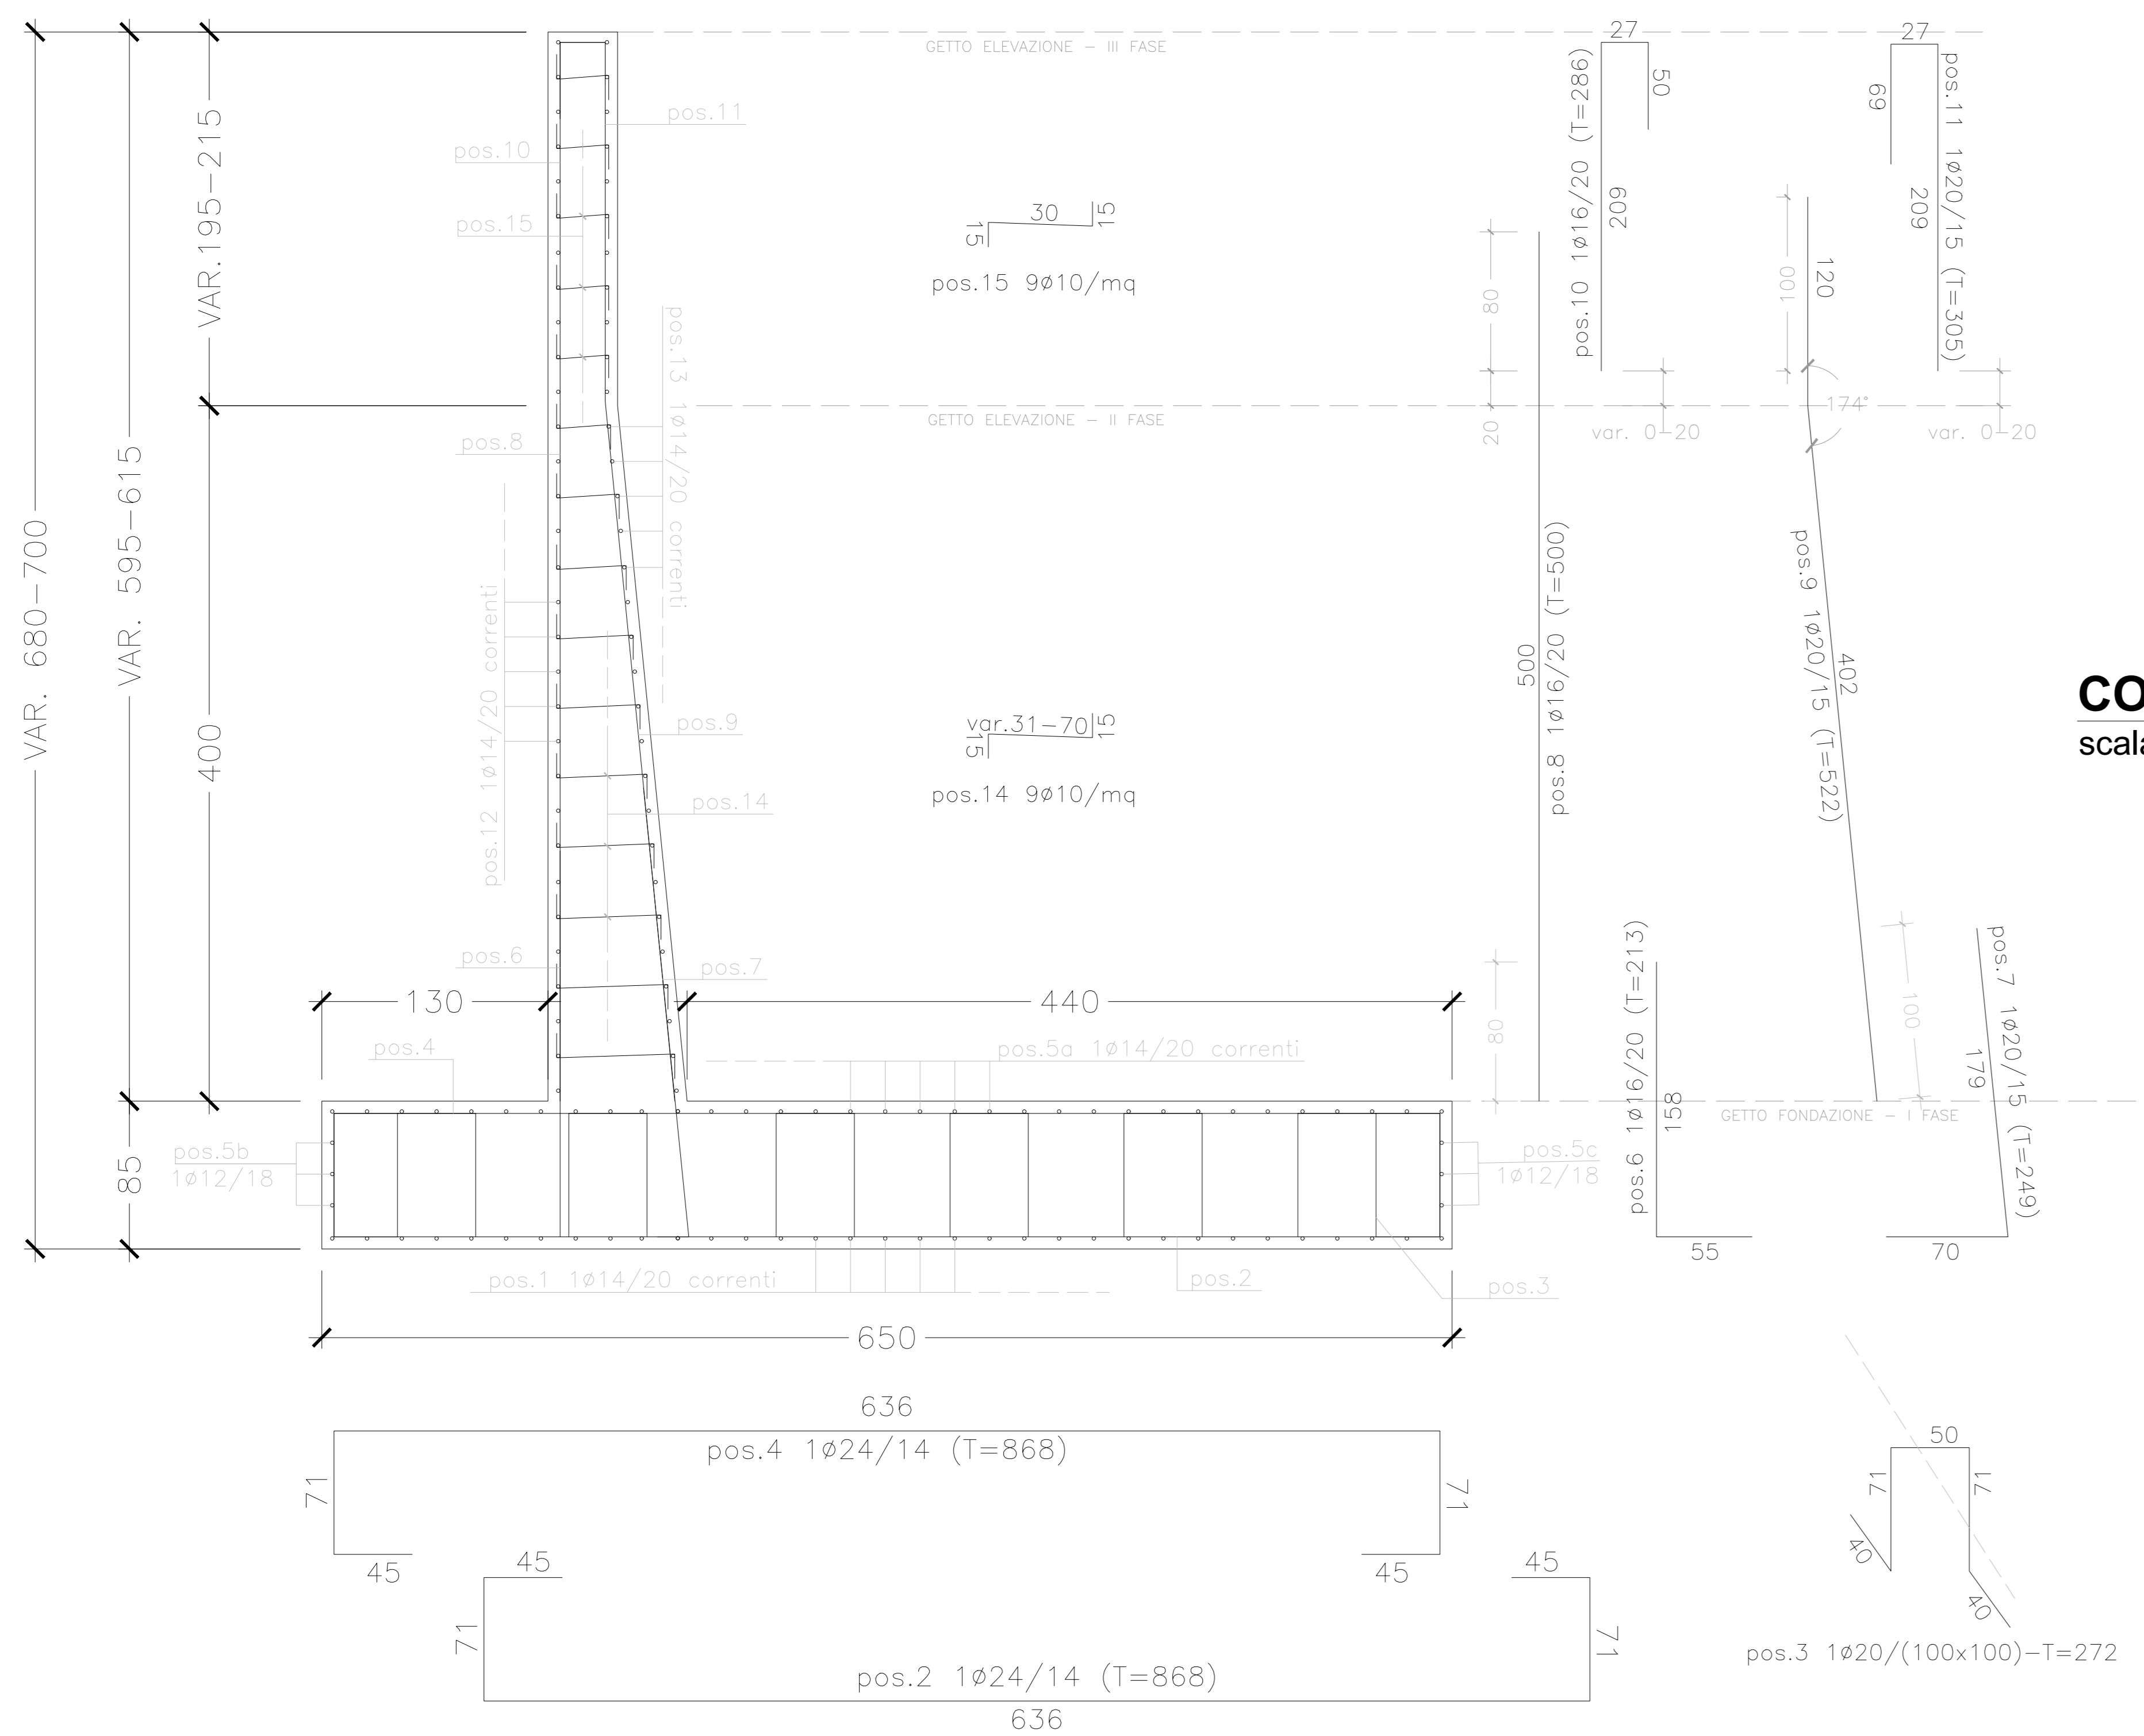 GETTO ELEVAZIONE - III FASE
pos.11
pos.10
pos.15
VAR.195-215
30
15
15
pos.15 9ø10/mq
27
50
pos.10 1ø16/20 (T=286)
209
27
69
pos.11 1ø20/15 (T=305)
209
80
100
120
GETTO ELEVAZIONE - II FASE
20
var. 0-20
174°
var. 0-20
pos.13 1ø14/20 correnti
pos.8
VAR. 680-700
VAR. 595-615
400
pos.12 1ø14/20 correnti
pos.9
pos.14
var.31-70
15
15
pos.14 9ø10/mq
500
pos.8 1ø16/20 (T=500)
pos.9 1ø20/15 (T=522)
402
CO
scala
pos.6
pos.7
130
440
pos.4
pos.5a 1ø14/20 correnti
80
pos.6 1ø16/20 (T=213)
158
55
100
pos.7 1ø20/15 (T=249)
179
70
GETTO FONDAZIONE - I FASE
85
pos.5b
1ø12/18
pos.5c
1ø12/18
pos.1 1ø14/20 correnti
pos.2
pos.3
650
636
pos.4 1ø24/14 (T=868)
71
71
45
45
45
45
71
71
pos.2 1ø24/14 (T=868)
636
50
71
71
40
40
pos.3 1ø20/(100x100)-T=272